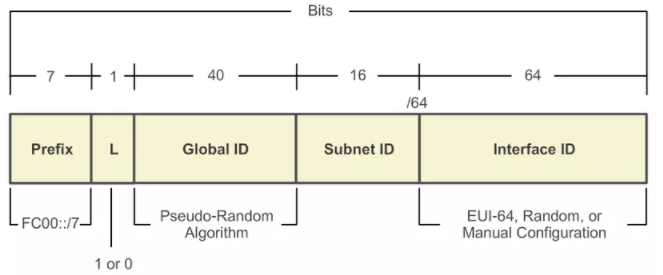 Bits
7 1 40 16 64
/64
Prefix L Global ID Subnet ID Interface ID
FC00::/7
Pseudo-Random
Algorithm
EUI-64, Random, or
Manual Configuration
1 or 0